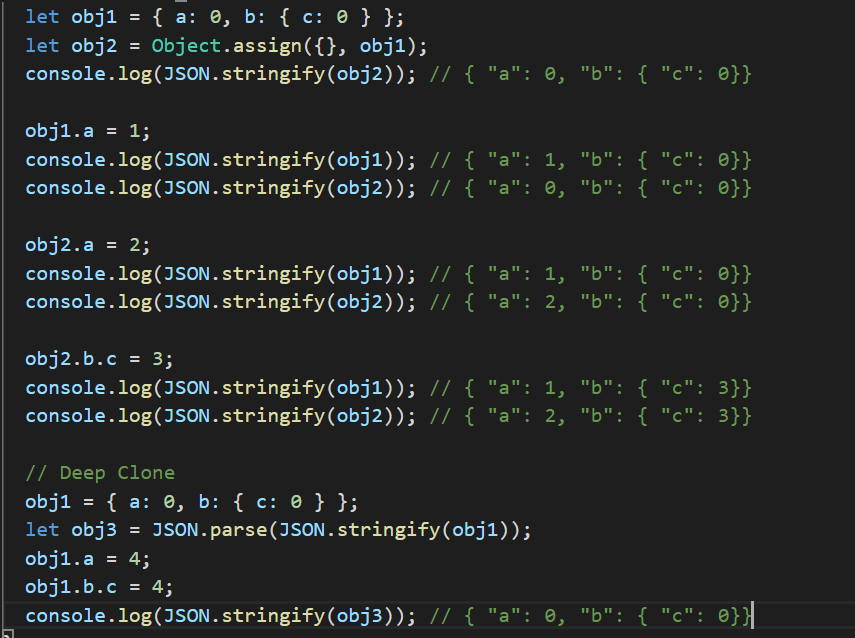 let obj1 = { a: 0, b: { c: 0 } };
let obj2 = Object.assign({}, obj1);
console.log(JSON.stringify(obj2)); // { "a": 0, "b": { "c": 0}}
obj1.a = 1;
console.log(JSON.stringify(obj1)); // { "a": 1, "b": { "c": 0}}
console.log(JSON.stringify(obj2)); // { "a": 0, "b": { "c": 0}}
obj2.a = 2;
console.log(JSON.stringify(obj1)); // { "a": 1, "b": { "c": 0}}
console.log(JSON.stringify(obj2)); // { "a": 2, "b": { "c": 0}}
obj2.b.c = 3;
console.log(JSON.stringify(obj1)); // { "a": 1, "b": { "c": 3}}
console.log(JSON.stringify(obj2)); // { "a": 2, "b": { "c": 3}}
// Deep Clone
obj1 = { a: 0, b: { c: 0 } };
let obj3 = JSON.parse(JSON.stringify(obj1));
obj1.a = 4;
obj1.b.c = 4;
console.log(JSON.stringify(obj3)); // { "a": 0, "b": { "c": 0}}